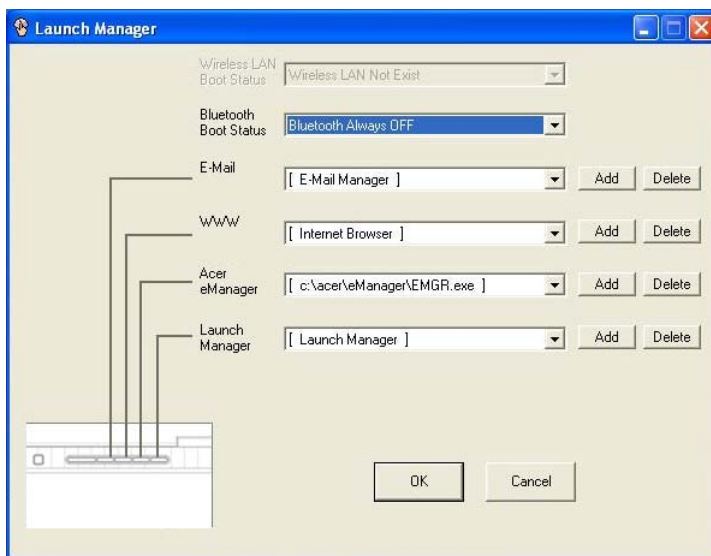 Launch Manager
Wireless LAN
Boot Status
Wireless LAN Not Exist
Bluetooth
Boot Status
Bluetooth Always OFF
E-Mail
[ E-Mail Manager ]
Add
Delete
WWW
[ Internet Browser ]
Add
Delete
Acer
eManager
[ c:\acer\eManager\EMGR.exe ]
Add
Delete
Launch
Manager
[ Launch Manager ]
Add
Delete
OK
Cancel